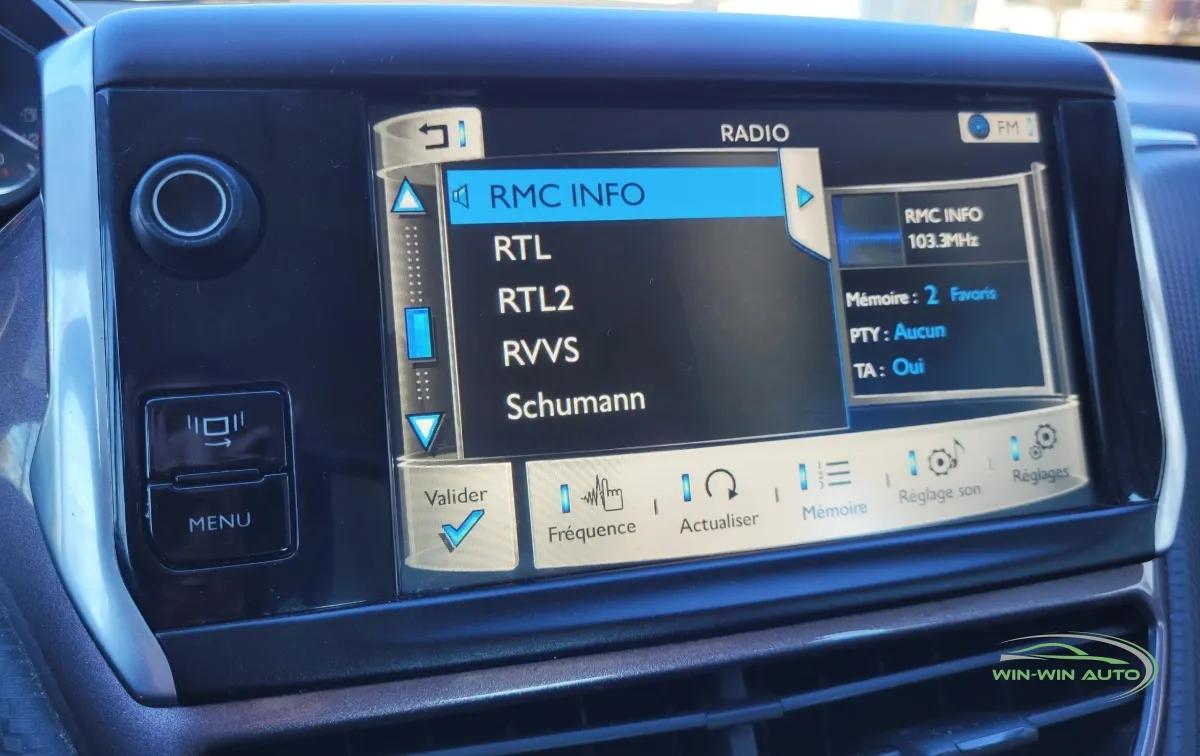 RADIO
FM
RMC INFO
RTL
RTL2
RVVS
Schumann
RMC INFO
103.3MHz
Mémoire : 2 Favoris
PTY : Aucun
TA : Oui
MENU
Valider
Fréquence
Actualiser
Mémoire
Réglage son
Réglages
WIN-WIN AUTO